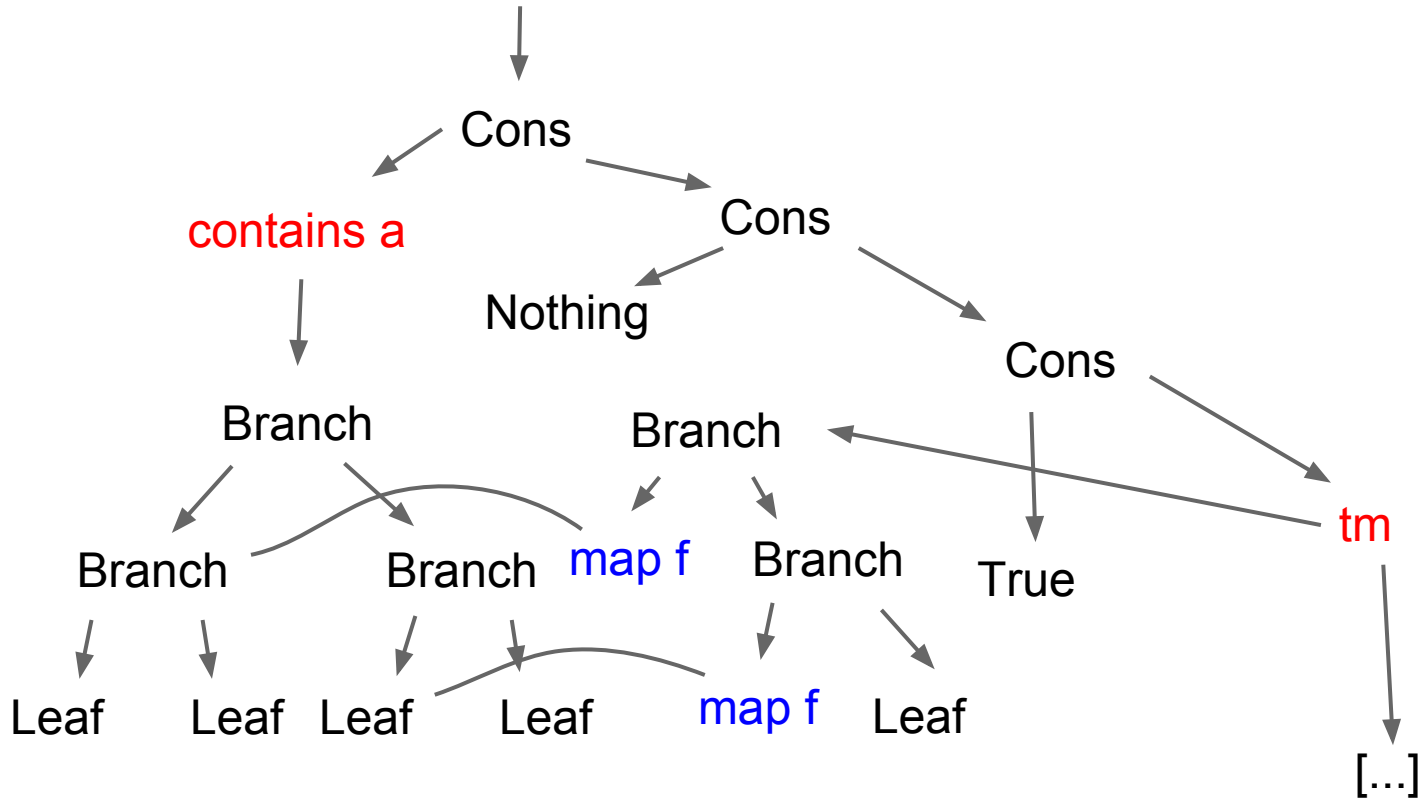 Cons
contains a
Cons
Nothing
Cons
Branch
Branch
tm
Branch
Branch
map f
Branch
True
Leaf
Leaf
Leaf
Leaf
map f
Leaf
[...]